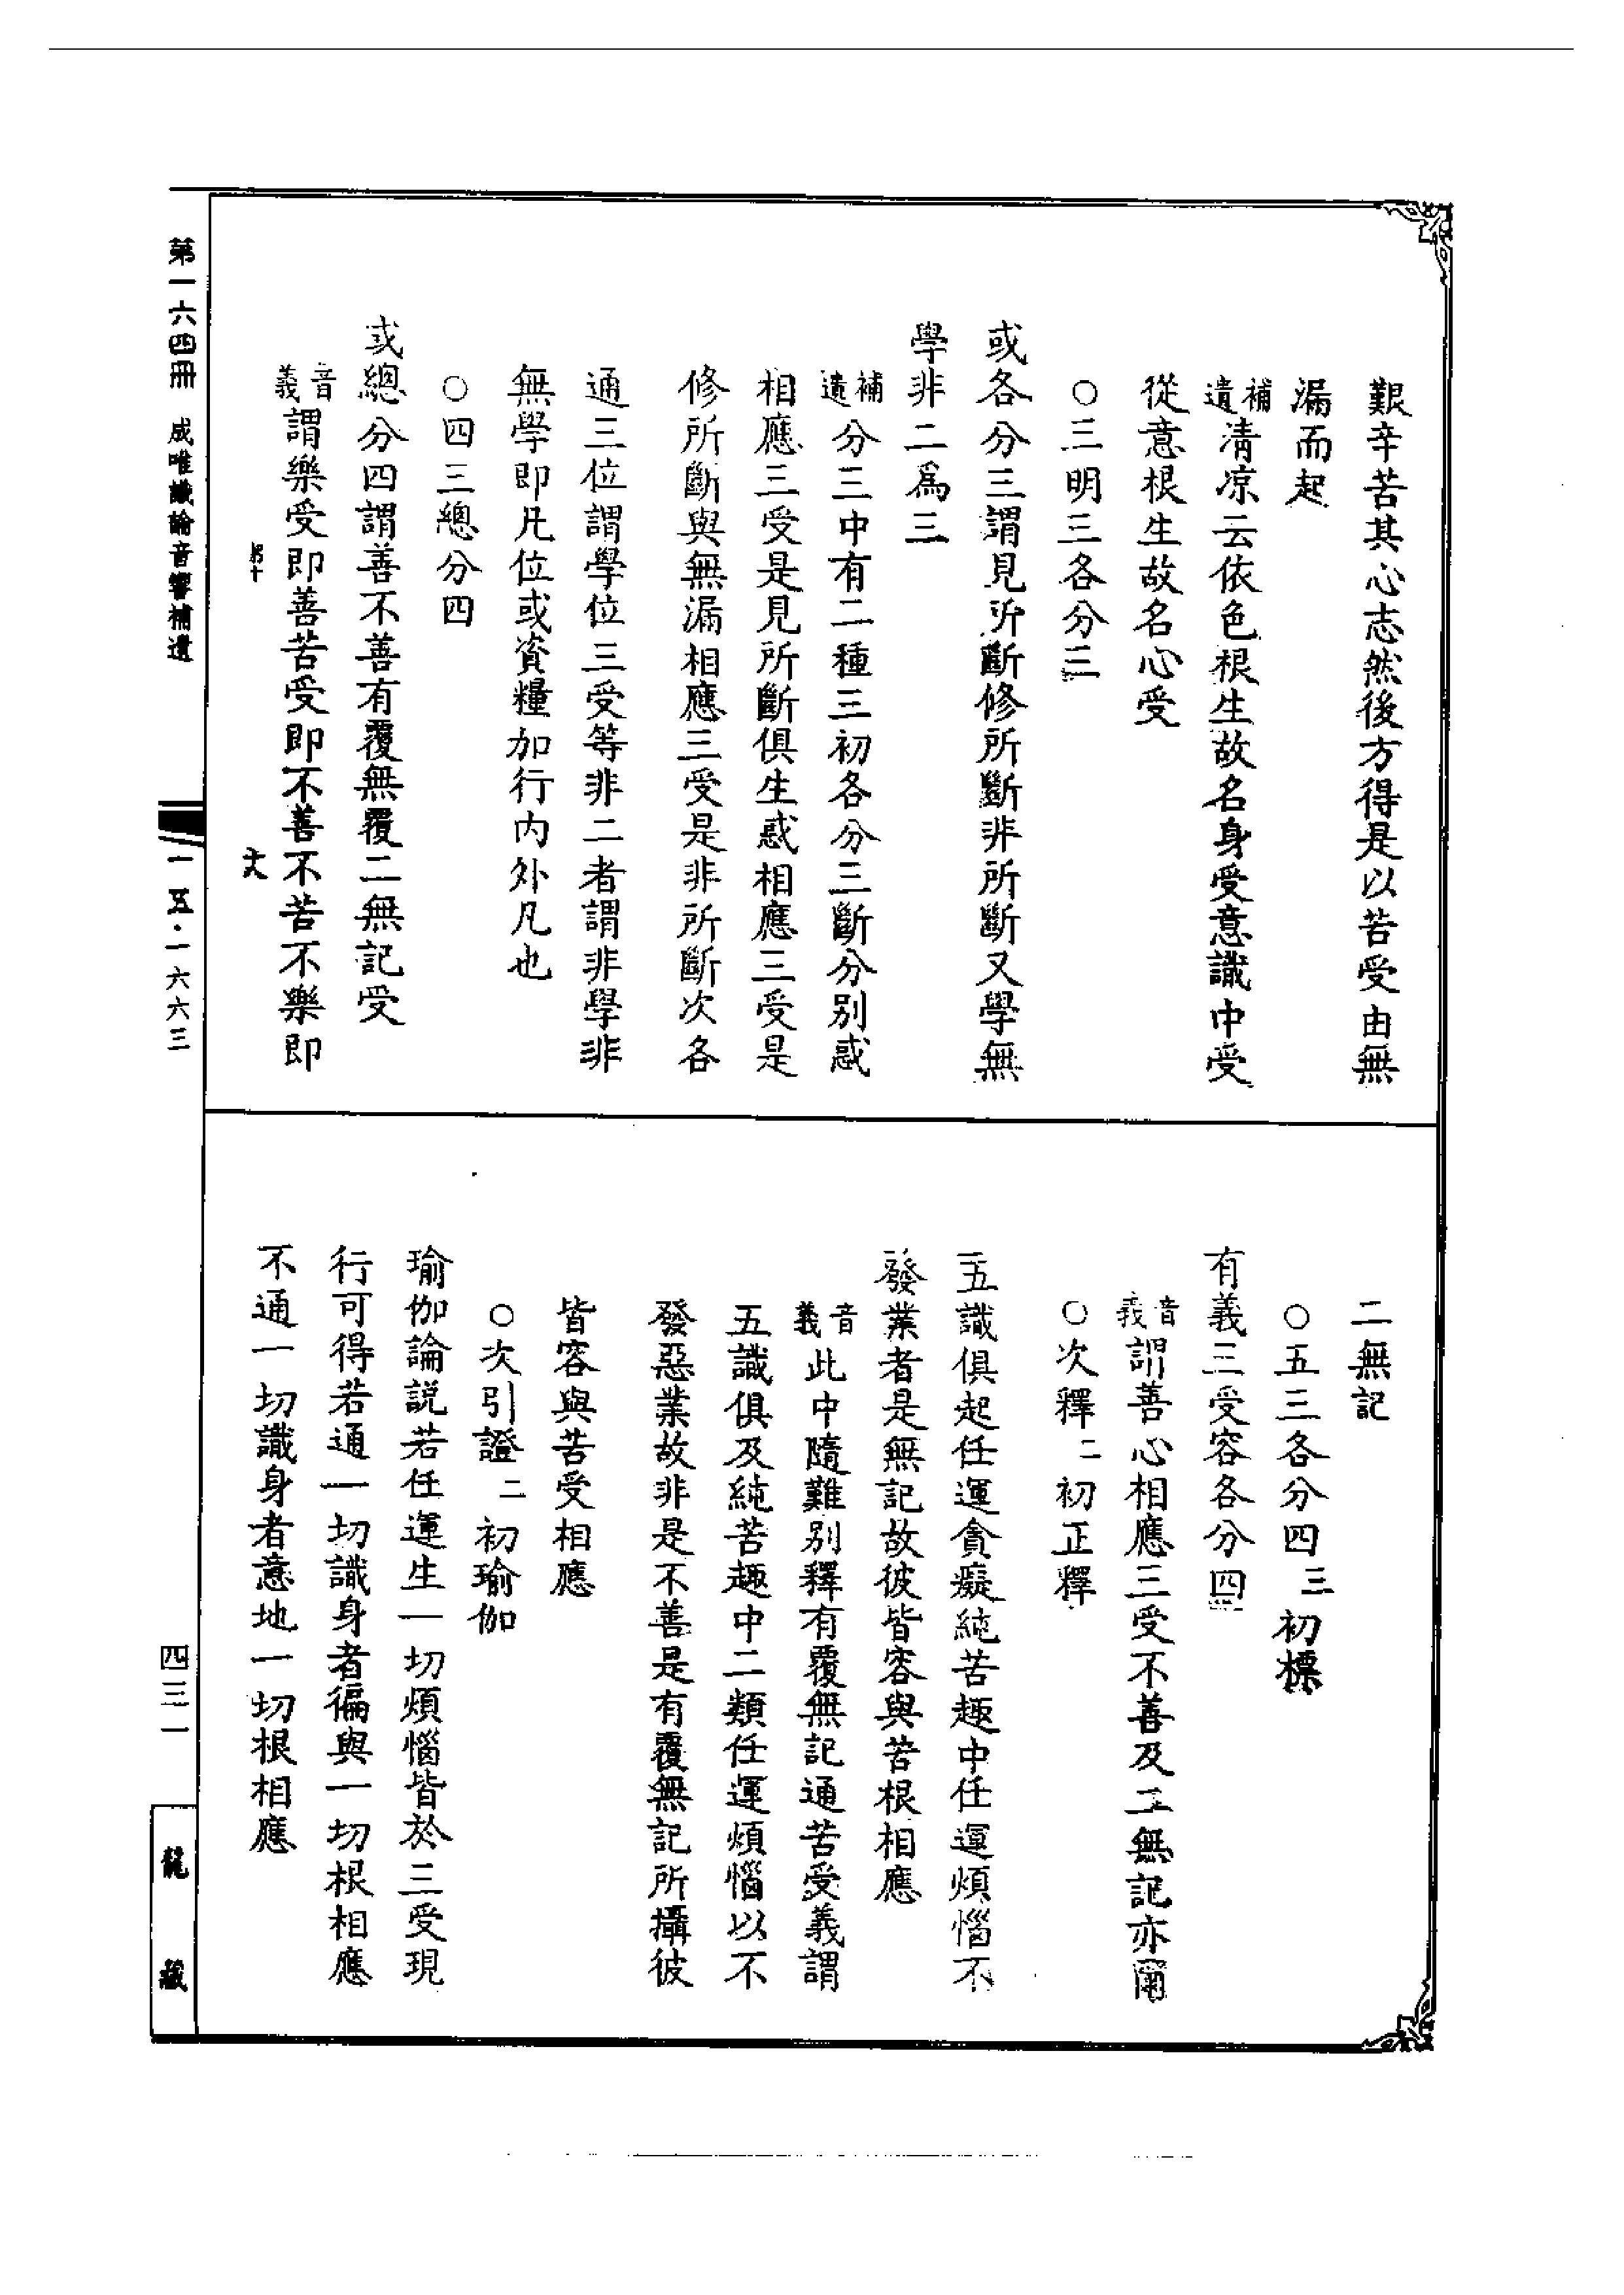 艱辛苦其心志然後方得是以苦受由無
漏而起
補遺清凉云依色根生故名身受意識中受
從意根生故名心受
○三明三各分三
或各分三謂見所斷修所斷非所斷又學無
學非二爲三
補遺分三中有二種三初各分三斷分別惑
相應三受是見所斷俱生惑相應三受是
修所斷與無漏相應三受是非所斷次各
通三位謂學位三受等非二者謂非學非
無學即凡位或資糧加行内外凡也
○四三總分四
或總分四謂善不善有覆無覆二無記受
音義謂樂受即善苦受即不善不苦不樂即
二無記
○五三各分四三初標
有義三受容各分四
音義謂善心相應三受不善及二無記亦爾
○次釋二初正釋
五識俱起任運貪癡純苦趣中任運煩惱不
發業者是無記故彼皆容與苦根相應
音義此中隨難別釋有覆無記通苦受義謂
五識俱及純苦趣中二類任運煩惱以不
發惡業故非是不善是有覆無記所攝彼
皆容與苦受相應
○次引證二初瑜伽
瑜伽論説若任運生一切煩惱皆於三受現
行可得若通一切識身者徧與一切根相應
不通一切識身者意地一切根相應
第一六四冊 成唯識論音響補遺
一五·一六六三
四三一
龍藏